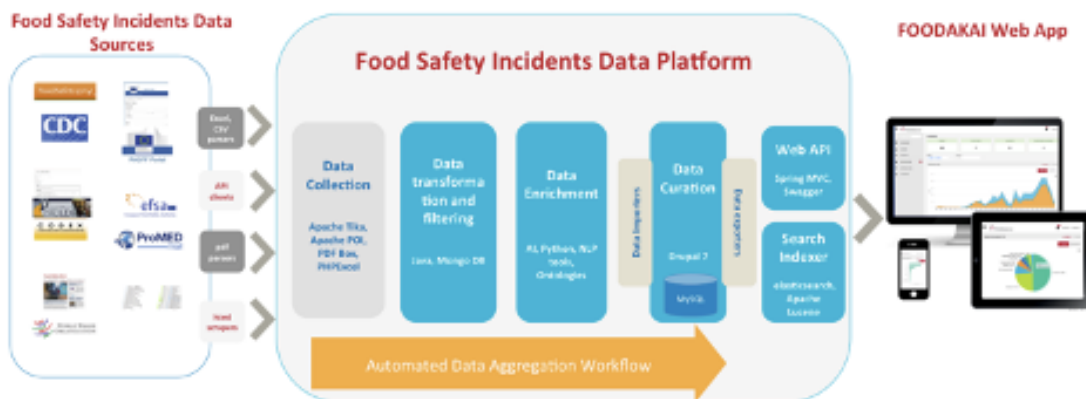 Food Safety Incidents Data
Sources
CDC
efsa
CODEX
ProMED
Excel,
CSV
parsers
API
clients
pdf
parsers
html
scrapers
Food Safety Incidents Data Platform
Data
Collection
Apache Tika,
Apache POI,
PDF Box,
PHPExcel
Data
transforma
tion and
filtering
Java, Mongo DB
Data
Enrichment
AI, Python, NLP
tools,
Ontologies
Data Importers
Data
Curation
Drupal 7
MySQL
Data exporters
Web API
Spring MVC,
Swagger
Search
Indexer
elasticsearch,
Apache
Lucene
Automated Data Aggregation Workflow
FOODAKAI Web App